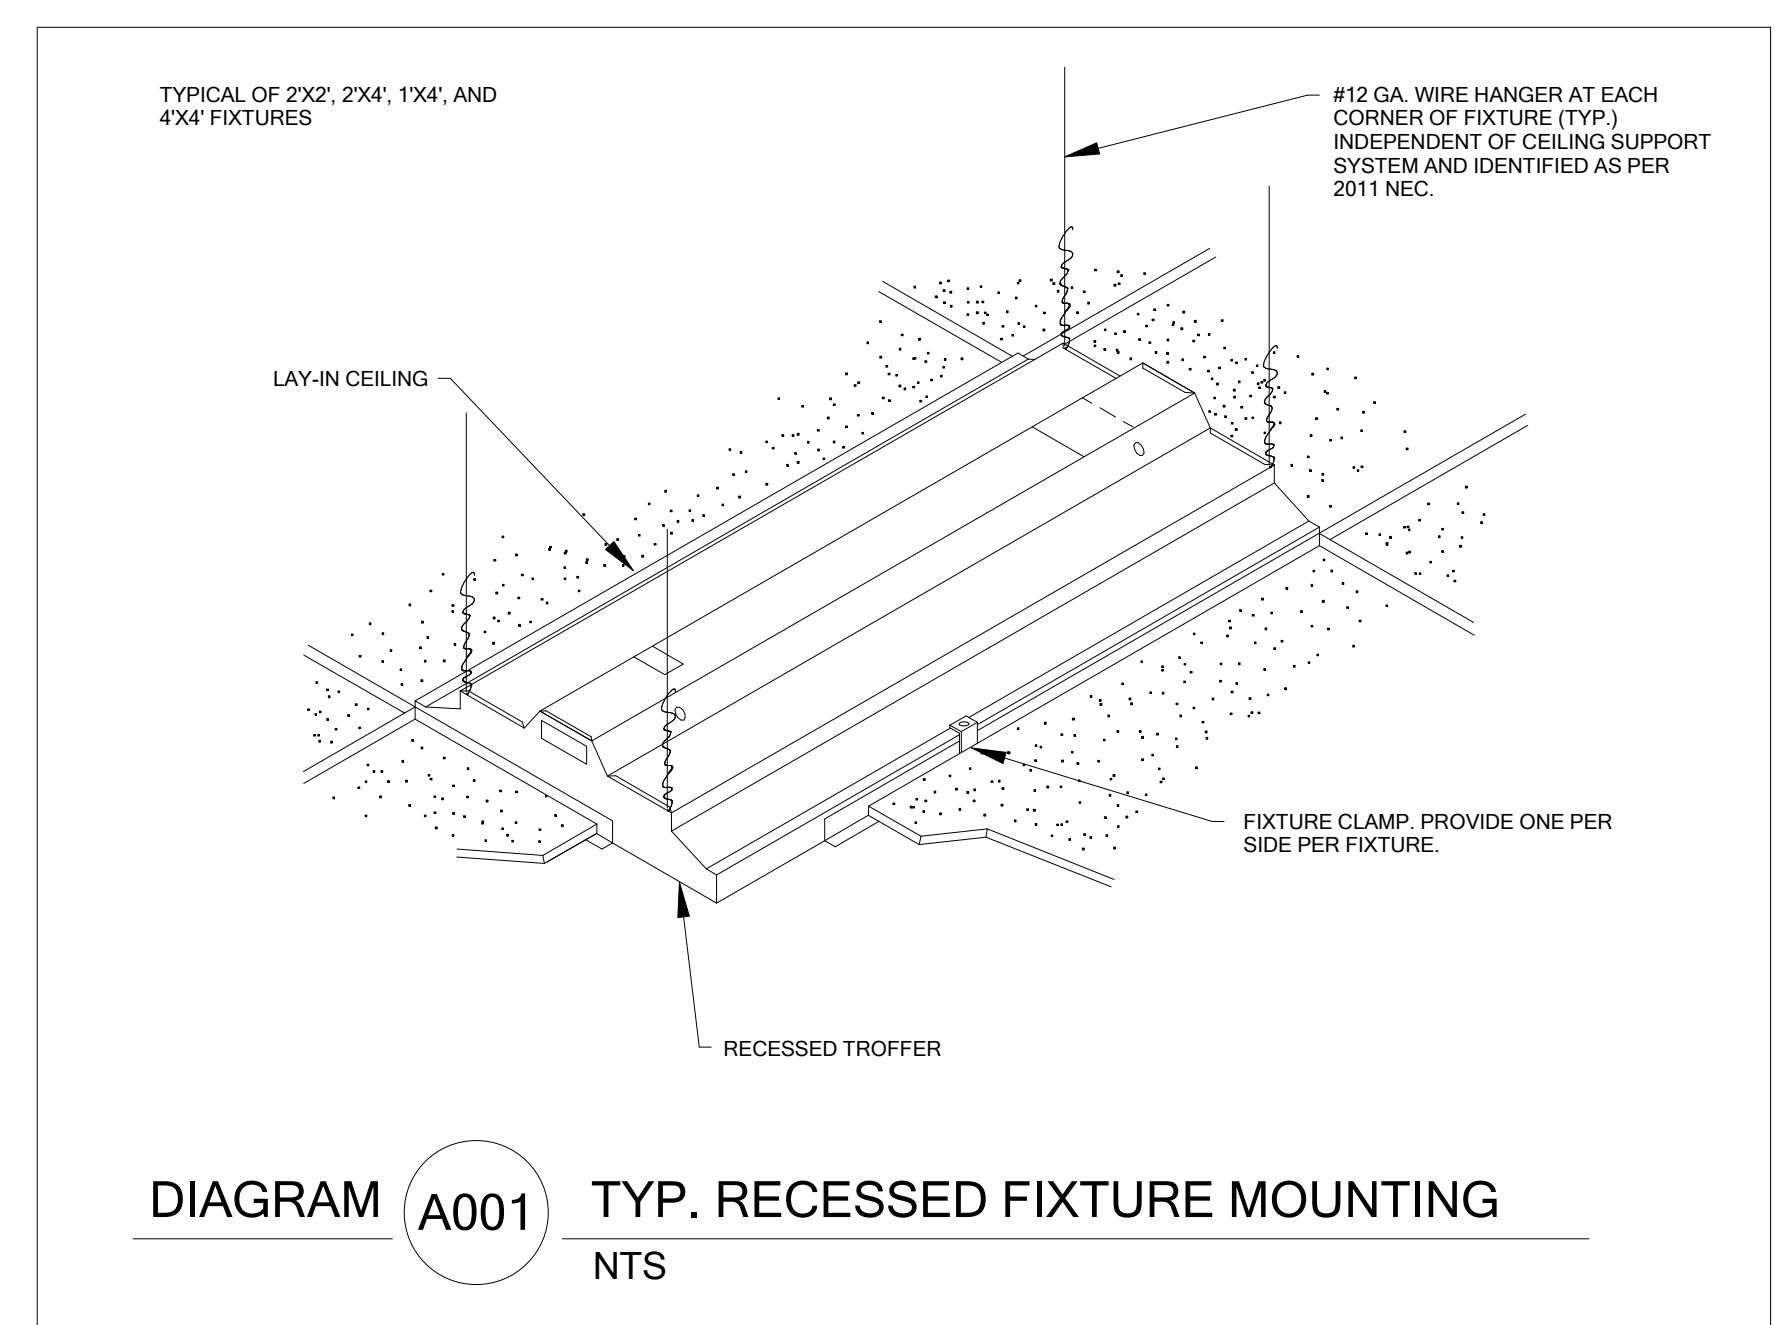 TYPICAL OF 2'X2', 2'X4', 1'X4', AND
4'X4' FIXTURES
#12 GA. WIRE HANGER AT EACH
CORNER OF FIXTURE (TYP.)
INDEPENDENT OF CEILING SUPPORT
SYSTEM AND IDENTIFIED AS PER
2011 NEC.
LAY-IN CEILING
FIXTURE CLAMP. PROVIDE ONE PER
SIDE PER FIXTURE.
RECESSED TROFFER
DIAGRAM A001 TYP. RECESSED FIXTURE MOUNTING
NTS